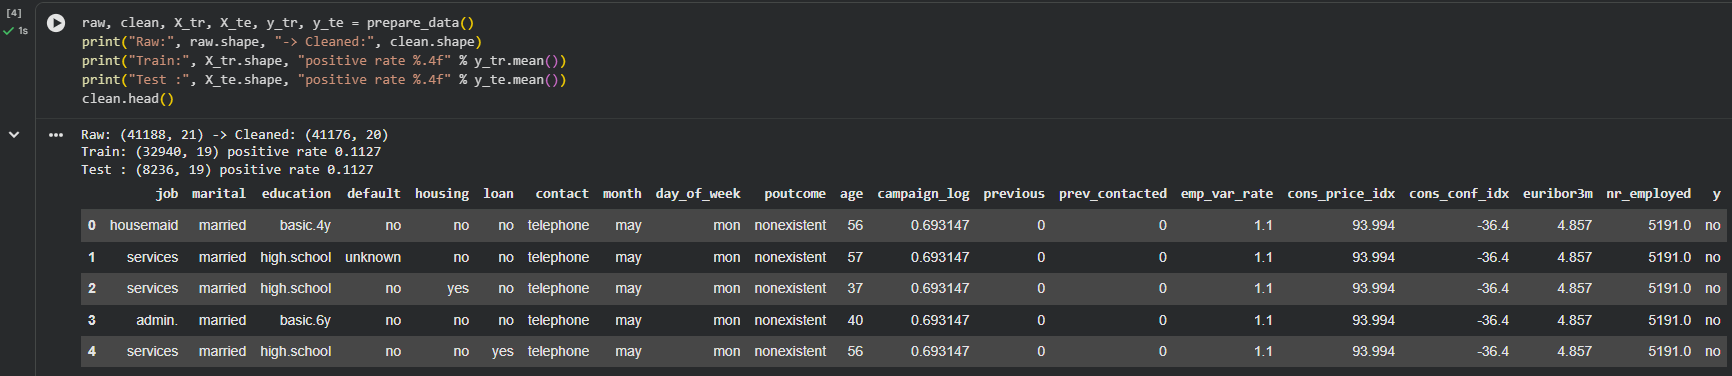 [4]
1s
raw, clean, X_tr, X_te, y_tr, y_te = prepare_data()
print("Raw:", raw.shape, "-> Cleaned:", clean.shape)
print("Train:", X_tr.shape, "positive rate %.4f" % y_tr.mean())
print("Test :", X_te.shape, "positive rate %.4f" % y_te.mean())
clean.head()
Raw: (41188, 21) -> Cleaned: (41176, 20)
Train: (32940, 19) positive rate 0.1127
Test : (8236, 19) positive rate 0.1127
job marital education default housing loan contact month day_of_week poutcome age campaign_log previous prev_contacted emp_var_rate cons_price_idx cons_conf_idx euribor3m nr_employed y
0 housemaid married basic.4y no no no telephone may mon nonexistent 56 0.693147 0 0 1.1 93.994 -36.4 4.857 5191.0 no
1 services married high.school unknown no no telephone may mon nonexistent 57 0.693147 0 0 1.1 93.994 -36.4 4.857 5191.0 no
2 services married high.school no yes no telephone may mon nonexistent 37 0.693147 0 0 1.1 93.994 -36.4 4.857 5191.0 no
3 admin. married basic.6y no no no telephone may mon nonexistent 40 0.693147 0 0 1.1 93.994 -36.4 4.857 5191.0 no
4 services married high.school no no yes telephone may mon nonexistent 56 0.693147 0 0 1.1 93.994 -36.4 4.857 5191.0 no